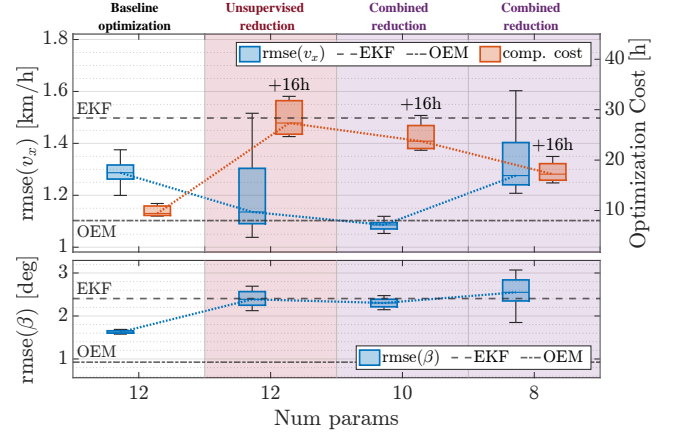 Baseline Unsupervised Combined Combined
optimization reduction reduction reduction
1.8
1.6
1.4
1.2
1
rmse(vₓ) [km/h]
rmse(vₓ) EKF OEM comp. cost
EKF
OEM
+16h
+16h
+16h
40
30
20
10
Optimization Cost [h]
3
2
1
rmse(β) [deg]
EKF
OEM
rmse(β) EKF OEM
12 12 10 8
Num params